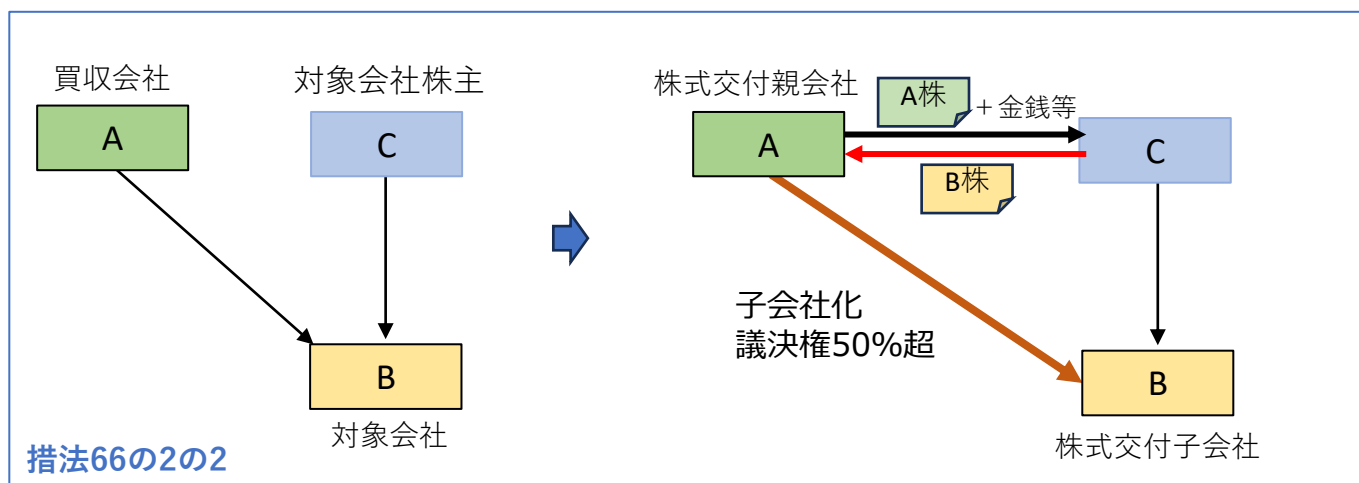 買収会社
対象会社株主
A
C
B
対象会社
措法66の2の2
株式交付親会社
A株
+金銭等
A
C
B株
子会社化
議決権50%超
B
株式交付子会社